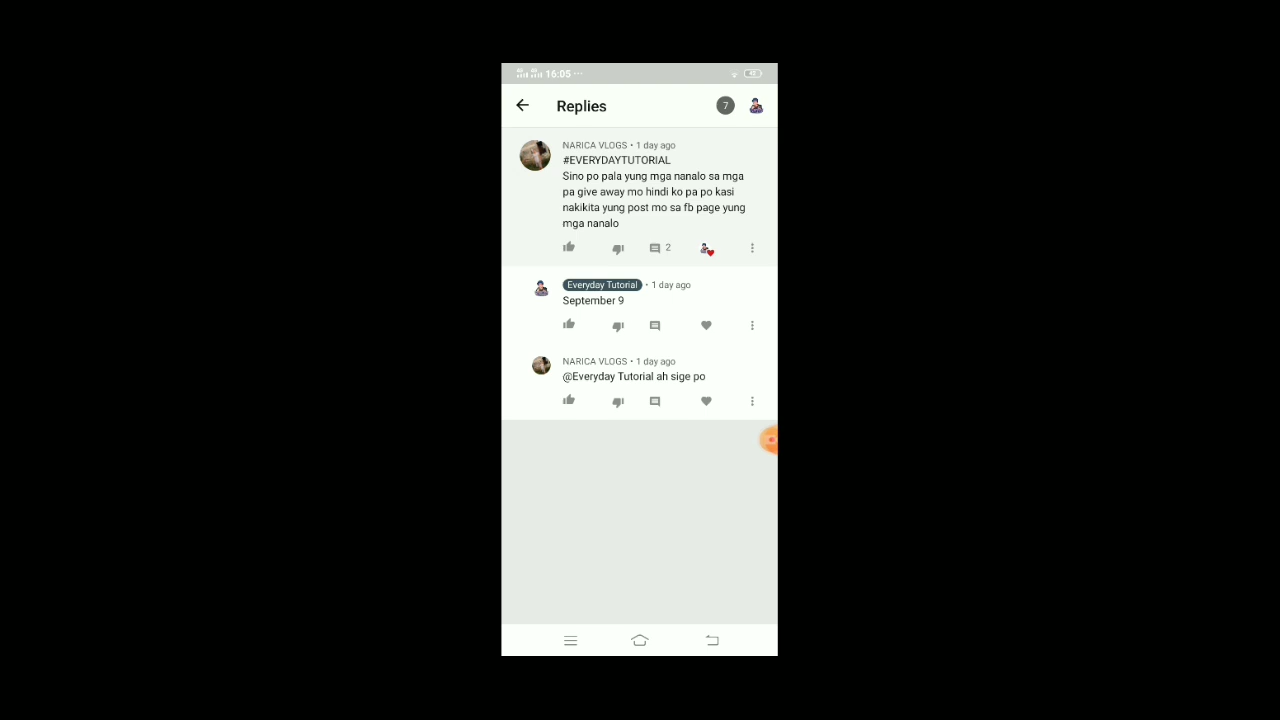 16:05
Replies
7
NARICA VLOGS • 1 day ago
#EVERYDAYTUTORIAL
Sino po pala yung mga nanalo sa mga
pa give away mo hindi ko pa po kasi
nakikita yung post mo sa fb page yung
mga nanalo
2
Everyday Tutorial • 1 day ago
September 9
NARICA VLOGS • 1 day ago
@Everyday Tutorial ah sige po